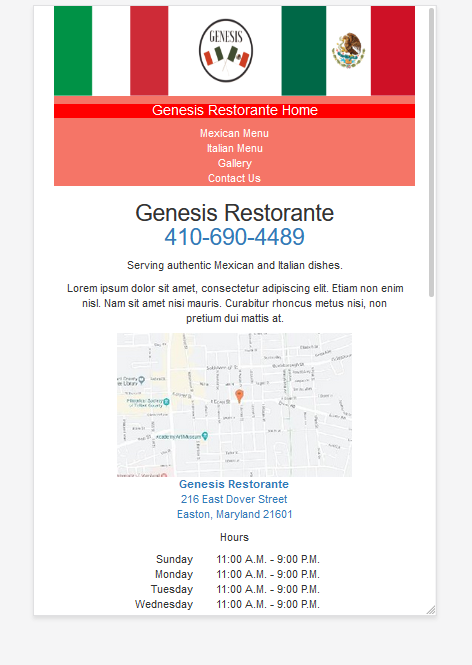 GENESIS
Genesis Restorante Home
Mexican Menu
Italian Menu
Gallery
Contact Us
Genesis Restorante
410-690-4489
Serving authentic Mexican and Italian dishes.
Lorem ipsum dolor sit amet, consectetur adipiscing elit. Etiam non enim
nisl. Nam sit amet nisi mauris. Curabitur rhoncus metus nisi, non
pretium dui mattis at.
Academy Art Museum
Genesis Restorante
216 East Dover Street
Easton, Maryland 21601
Hours
Sunday 11:00 A.M. - 9:00 P.M.
Monday 11:00 A.M. - 9:00 P.M.
Tuesday 11:00 A.M. - 9:00 P.M.
Wednesday 11:00 A.M. - 9:00 P.M.